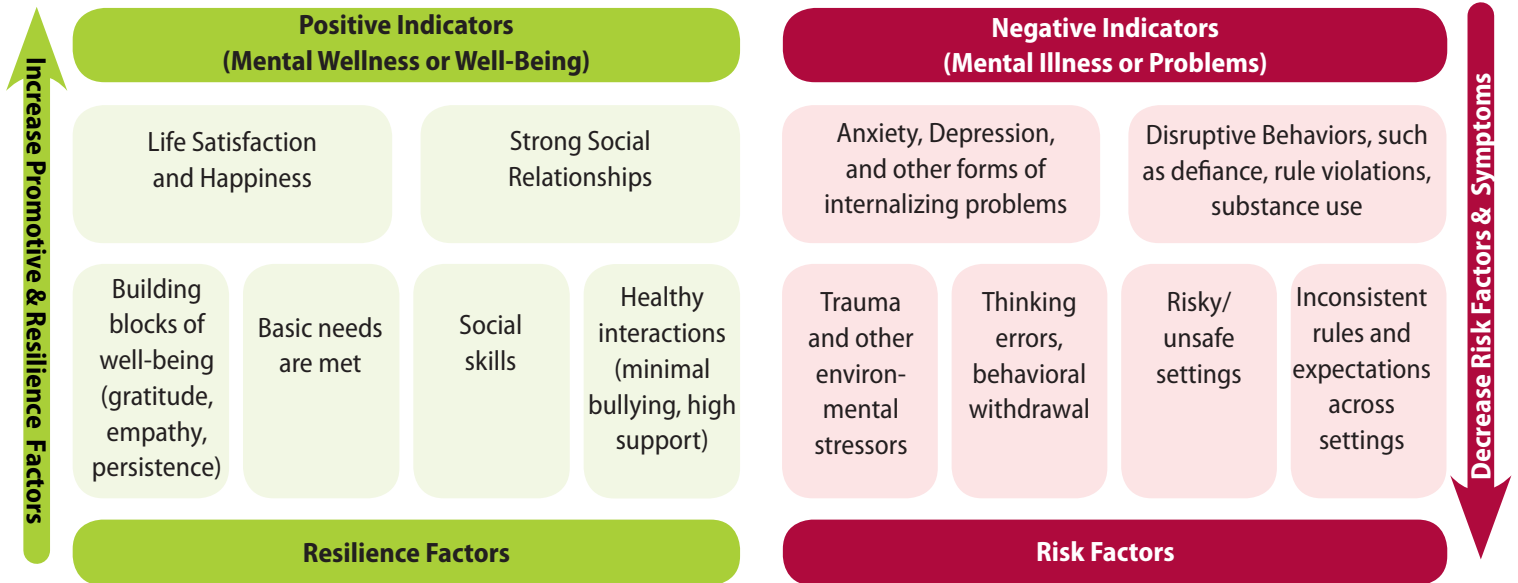 Increase Promotive & Resilience Factors
Positive Indicators
(Mental Wellness or Well-Being)
Life Satisfaction
and Happiness
Strong Social
Relationships
Building
blocks of
well-being
(gratitude,
empathy,
persistence)
Basic needs
are met
Social
skills
Healthy
interactions
(minimal
bullying, high
support)
Resilience Factors
Negative Indicators
(Mental Illness or Problems)
Anxiety, Depression,
and other forms of
internalizing problems
Disruptive Behaviors, such
as defiance, rule violations,
substance use
Trauma
and other
environ-
mental
stressors
Thinking
errors,
behavioral
withdrawal
Risky/
unsafe
settings
Inconsistent
rules and
expectations
across
settings
Risk Factors
Decrease Risk Factors & Symptoms